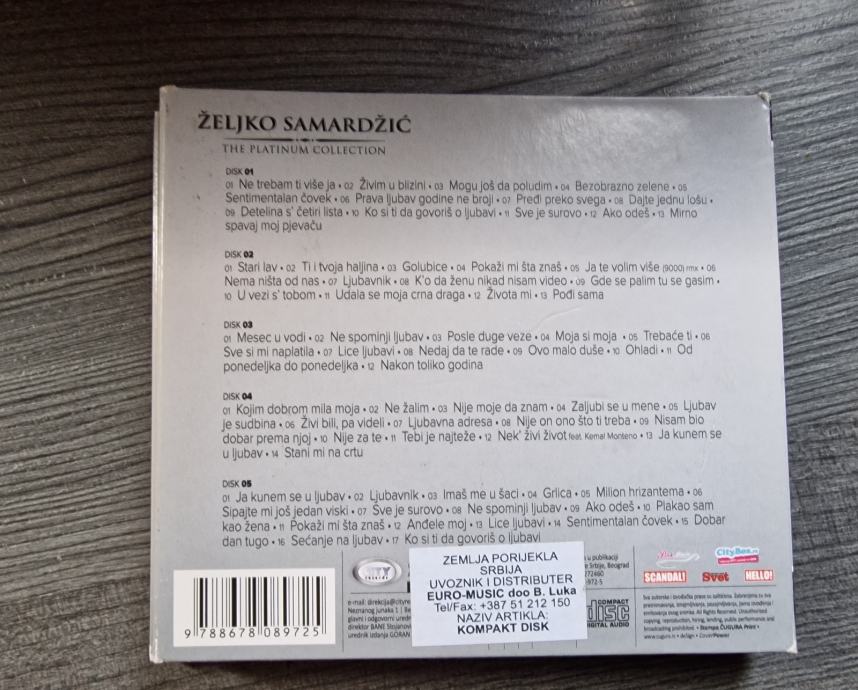 ŽELJKO SAMARDŽIĆ
THE PLATINUM COLLECTION
DISK 01
01 Ne trebam ti više ja • 02 Živim u blizini • 03 Mogu još da poludim • 04 Bezobrazno zelene • 05
Sentimentalan čovek • 06 Prava ljubav godine ne broji • 07 Pređi preko svega • 08 Dajte jednu lošu •
09 Detelina s' četiri lista • 10 Ko si ti da govoriš o ljubavi • 11 Sve je surovo • 12 Ako odeš • 13 Mirno
spavaj moj pjevaču
DISK 02
01 Stari lav • 02 Ti i tvoja haljina • 03 Golubice • 04 Pokaži mi šta znaš • 05 Ja te volim više (9000) rmx • 06
Nema ništa od nas • 07 Ljubavnik • 08 K'o da ženu nikad nisam video • 09 Gde se palim tu se gasim •
10 U vezi s' tobom • 11 Udala se moja crna draga • 12 Života mi • 13 Pođi sama
DISK 03
01 Mesec u vodi • 02 Ne spominji ljubav • 03 Posle duge veze • 04 Moja si moja • 05 Trebaće ti • 06
Sve si mi naplatila • 07 Lice ljubavi • 08 Nedaj da te rade • 09 Ovo malo duše • 10 Ohladi • 11 Od
ponedeljka do ponedeljka • 12 Nakon toliko godina
DISK 04
01 Kojim dobrom mila moja • 02 Ne žalim • 03 Nije moje da znam • 04 Zaljubi se u mene • 05 Ljubav
je sudbina • 06 Živi bili, pa videli • 07 Ljubavna adresa • 08 Nije on ono što ti treba • 09 Nisam bio
dobar prema njoj • 10 Nije za te • 11 Tebi je najteže • 12 Nek' živi život feat. Kemal Monteno • 13 Ja kunem se
u ljubav • 14 Stani mi na crtu
DISK 05
01 Ja kunem se u ljubav • 02 Ljubavnik • 03 Imaš me u šaci • 04 Grlica • 05 Milion hrizantema • 06
Sipajte mi još jedan viski • 07 Sve je surovo • 08 Ne spominji ljubav • 09 Ako odeš • 10 Plakao sam
kao žena • 11 Pokaži mi šta znaš • 12 Anđele moj • 13 Lice ljubavi • 14 Sentimentalan čovek • 15 Dobar
dan tugo • 16 Sećanje na ljubav • 17 Ko si ti da govoriš o ljubavi
CITY
records
ZEMLJA PORIJEKLA
SRBIJA
UVOZNIK I DISTRIBUTER
EURO-MUSIC doo B. Luka
Tel/Fax: +387 51 212 150
NAZIV ARTIKLA:
KOMPAKT DISK
u publikaciji
e Srbije, Beograd
72460
972-5
COMPACT
disc
DIGITAL AUDIO
CityBox.rs
SCANDAL!
Svet
HELLO!
9 788678 089725